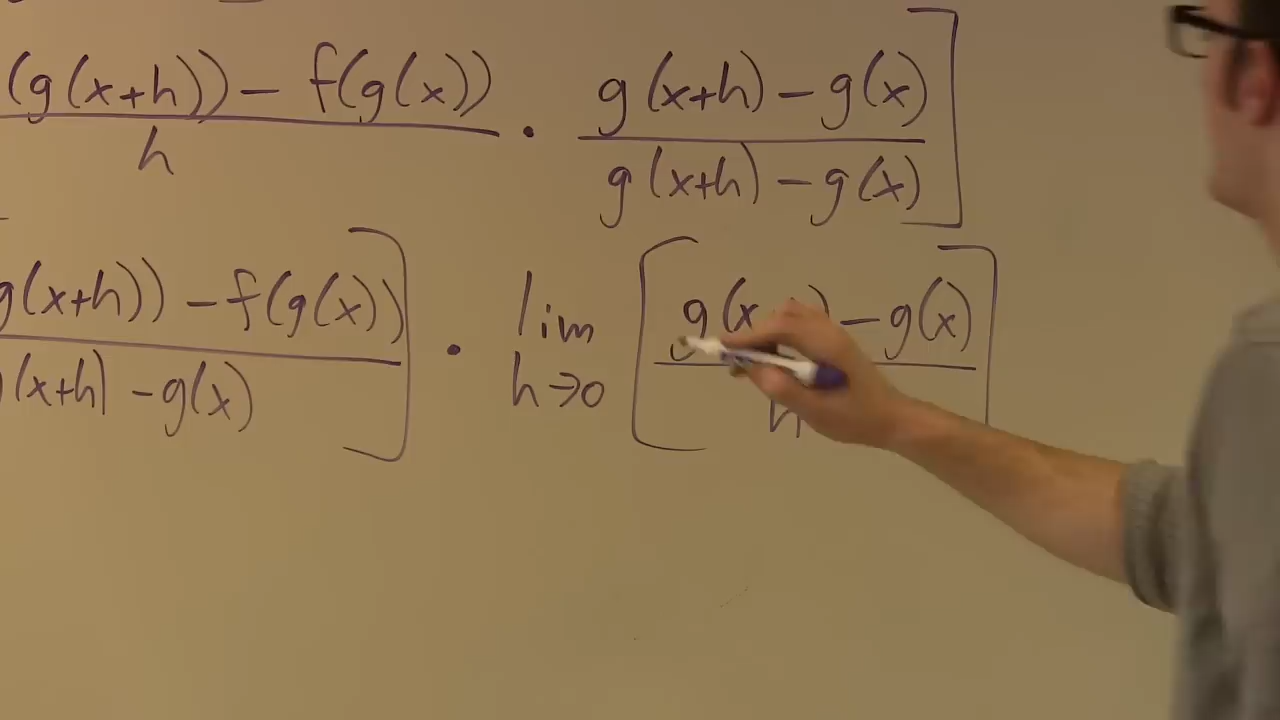 (g(x+h)) − f(g(x)) g(x+h) − g(x)
h · g(x+h) − g(x)
g(x+h)) − f(g(x)) · lim [g(x ) − g(x)]
(x+h) − g(x) h→0 h